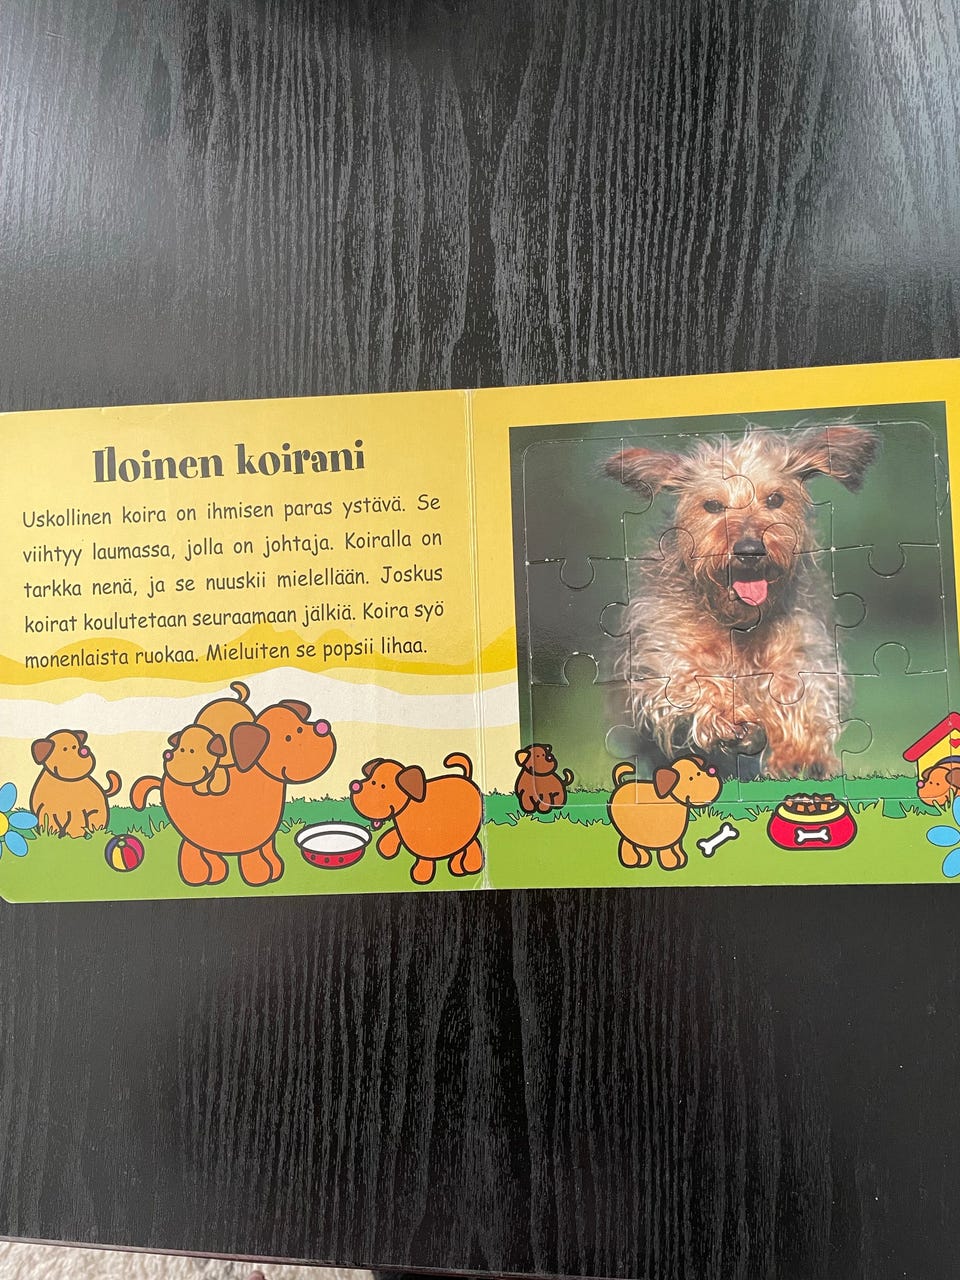 Iloinen koirani
Uskollinen koira on ihmisen paras ystävä. Se
viihtyy laumassa, jolla on johtaja. Koiralla on
tarkka nenä, ja se nuuskii mielellään. Joskus
koirat koulutetaan seuraamaan jälkiä. Koira syö
monenlaista ruokaa. Mieluiten se popsii lihaa.